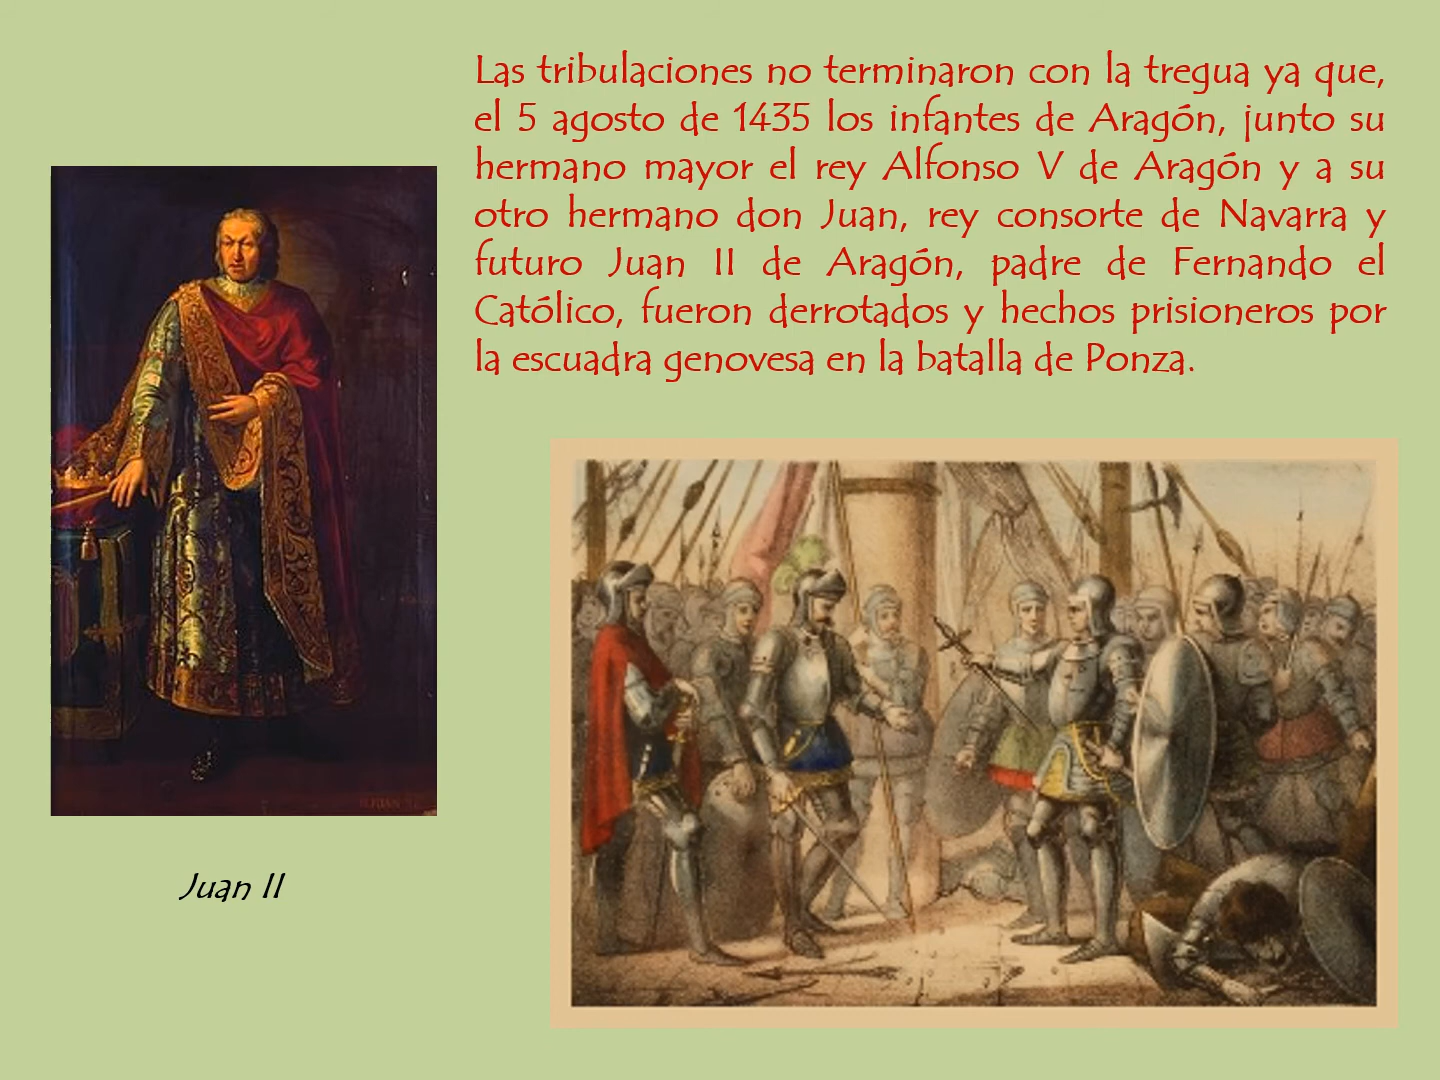 Las tribulaciones no terminaron con la tregua ya que,
el 5 agosto de 1435 los infantes de Aragón, junto su
hermano mayor el rey Alfonso V de Aragón y a su
otro hermano don Juan, rey consorte de Navarra y
futuro Juan II de Aragón, padre de Fernando el
Católico, fueron derrotados y hechos prisioneros por
la escuadra genovesa en la batalla de Ponza.
Juan II